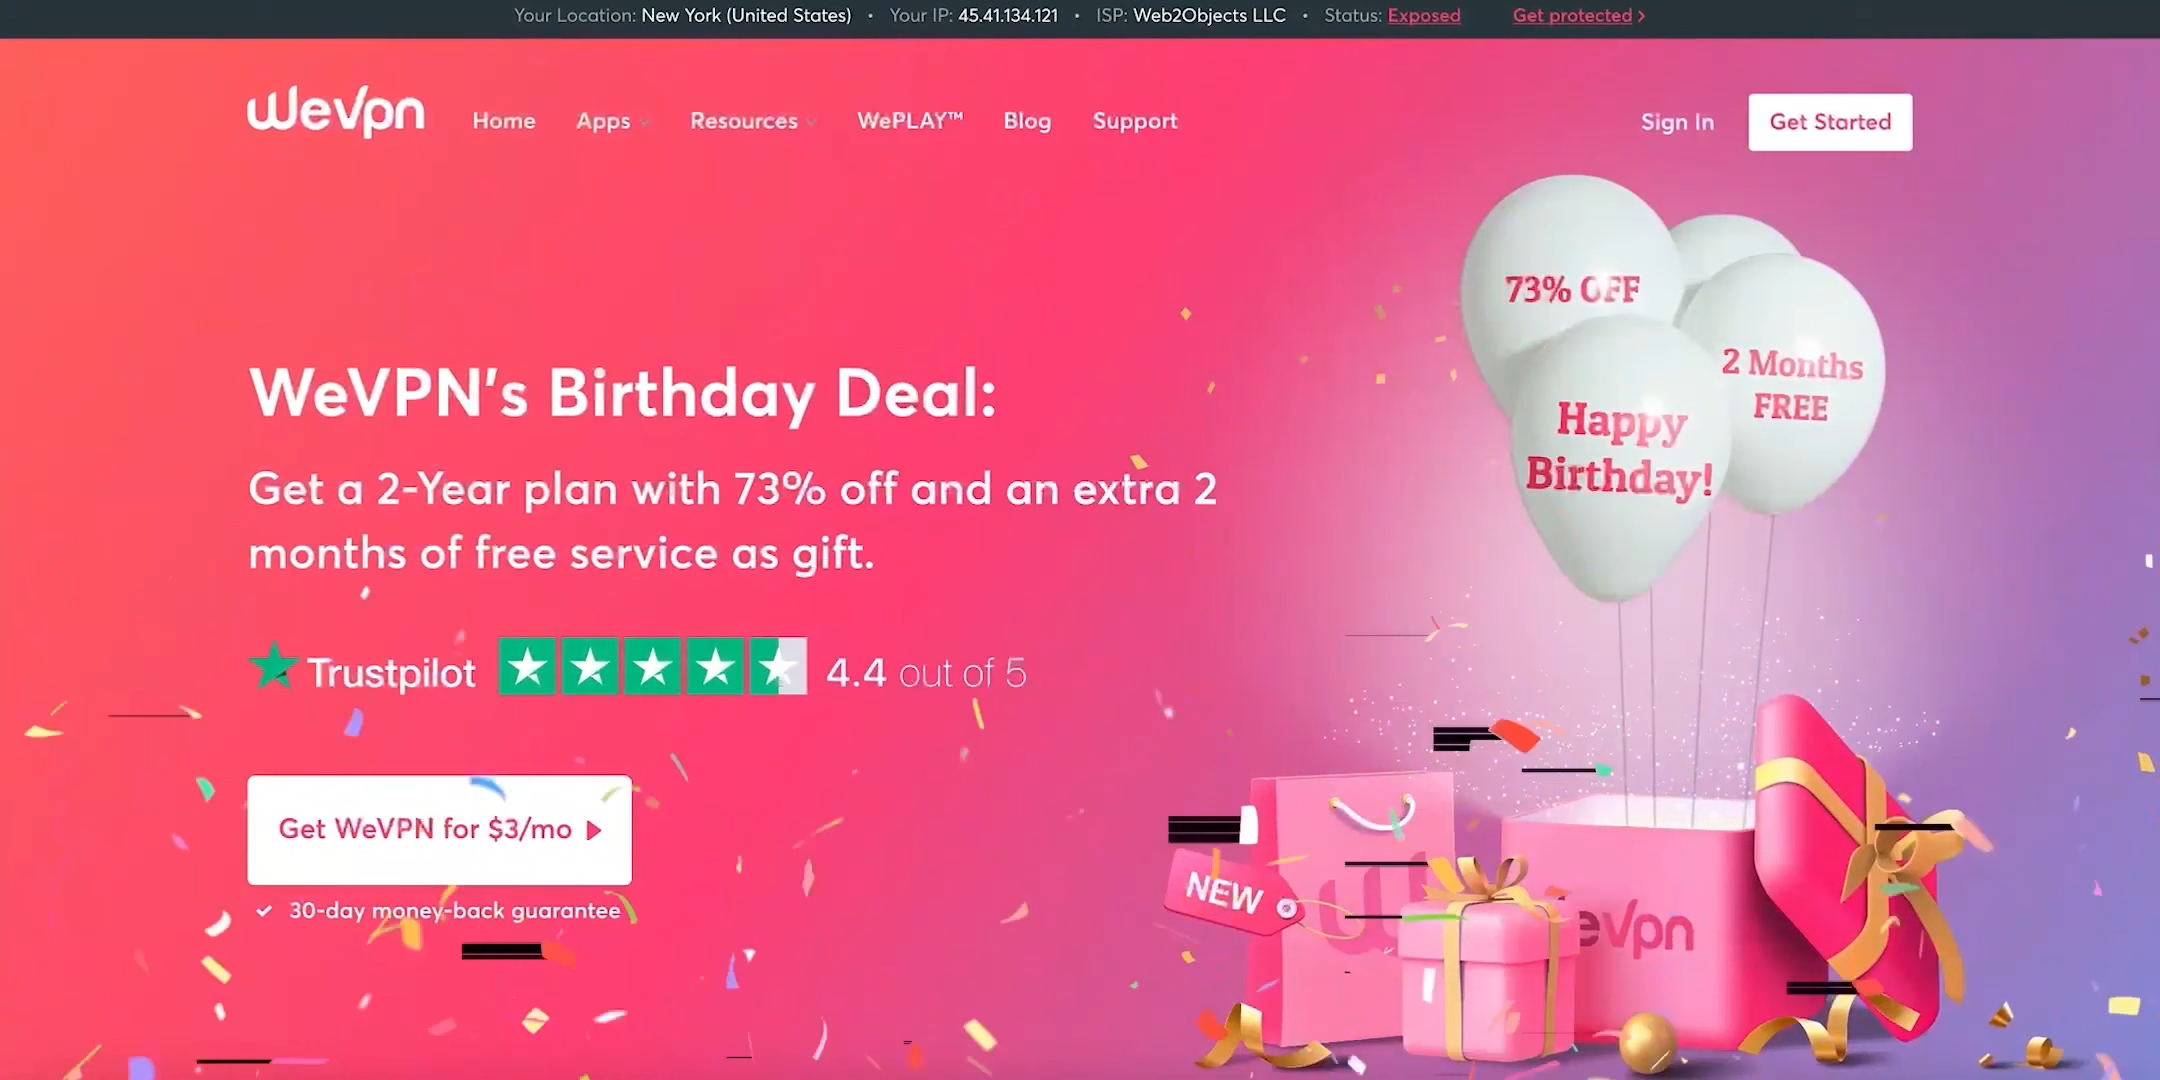 Your Location: New York (United States) • Your IP: 45.41.134.121 • ISP: Web2Objects LLC • Status: Exposed Get protected >
WeVpn Home Apps Resources WePLAY™ Blog Support Sign In Get Started
73% OFF
2 Months
FREE
Happy
Birthday!
WeVPN's Birthday Deal:
Get a 2-Year plan with 73% off and an extra 2
months of free service as gift.
Trustpilot 4.4 out of 5
Get WeVPN for $3/mo
30-day money-back guarantee
NEW
eVpn